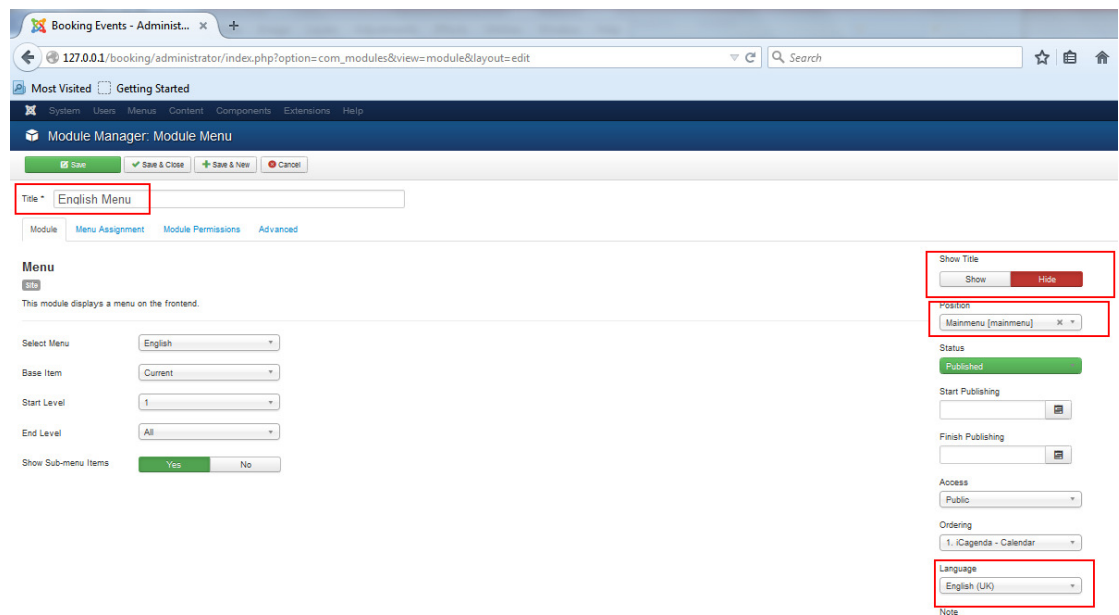 Booking Events - Administ... × +
127.0.0.1/booking/administrator/index.php?option=com_modules&view=module&layout=edit
Search
Most Visited Getting Started
System Users Menus Content Components Extensions Help
Module Manager: Module Menu
Save Save & Close Save & New Cancel
Title * English Menu
Module Menu Assignment Module Permissions Advanced
Menu
Site
This module displays a menu on the frontend.
Select Menu English
Base Item Current
Start Level 1
End Level All
Show Sub-menu Items Yes No
Show Title
Show Hide
Position
Mainmenu [mainmenu]
Status
Published
Start Publishing
Finish Publishing
Access
Public
Ordering
1. iCagenda - Calendar
Language
English (UK)
Note